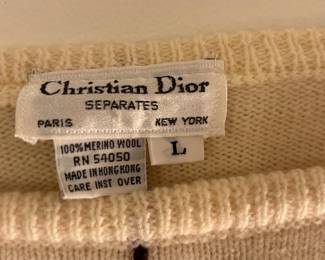 Christian Dior
SEPARATES
PARIS NEW YORK
100% MERINO WOOL
RN 54050
MADE IN HONG KONG
CARE INST OVER
L